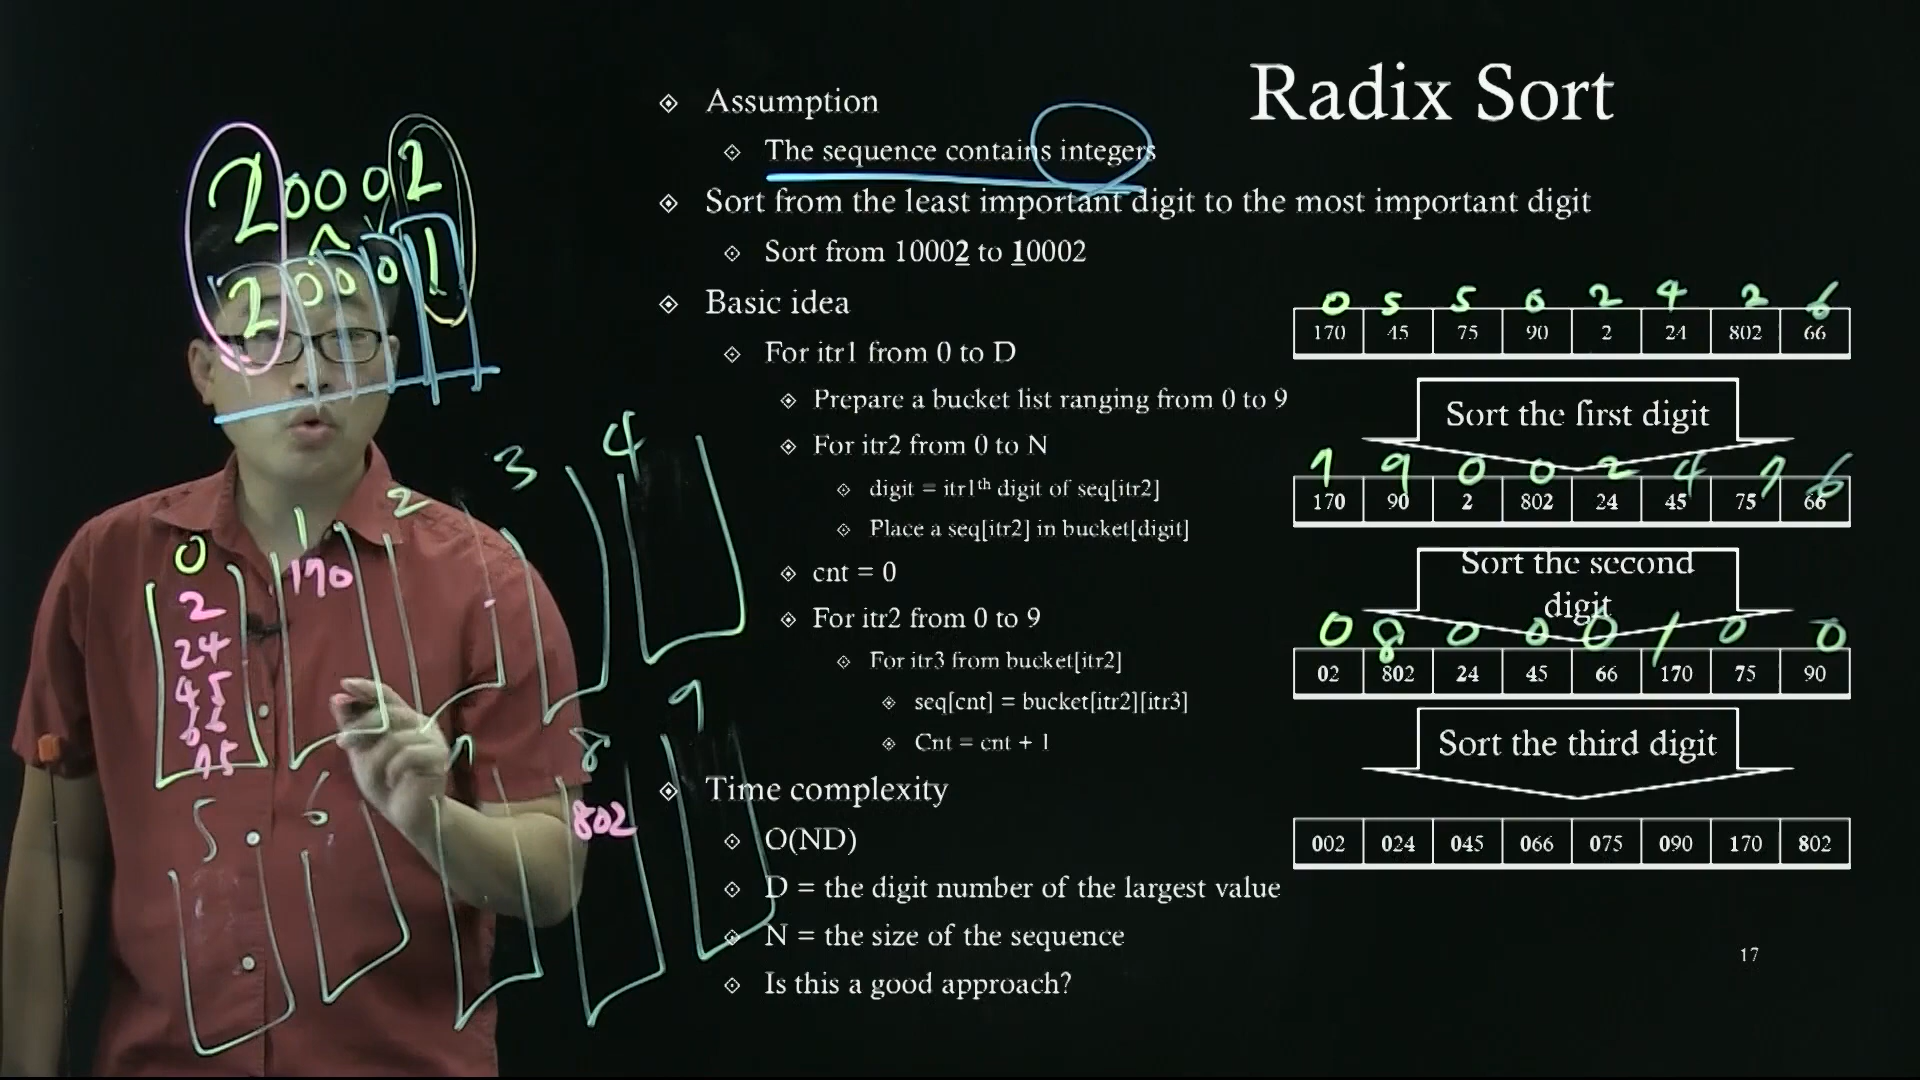 Radix Sort
Assumption
The sequence contains integers
Sort from the least important digit to the most important digit
Sort from 10002 to 10002
Basic idea
For itr1 from 0 to D
Prepare a bucket list ranging from 0 to 9
For itr2 from 0 to N
digit = itr1th digit of seq[itr2]
Place a seq[itr2] in bucket[digit]
cnt = 0
For itr2 from 0 to 9
For itr3 from bucket[itr2]
seq[cnt] = bucket[itr2][itr3]
Cnt = cnt + 1
Time complexity
O(ND)
D = the digit number of the largest value
N = the size of the sequence
Is this a good approach?
0 5 5 0 2 4 2 6
170 45 75 90 2 24 802 66
Sort the first digit
7 9 0 0 2 4 7 6
170 90 2 802 24 45 75 66
Sort the second
digit
0 8 0 0 0 1 0 0
02 802 24 45 66 170 75 90
Sort the third digit
002 024 045 066 075 090 170 802
17
20002
20001
0 1 2 3 4
170
2
24
45
66
75
5 6 7 8 9
802